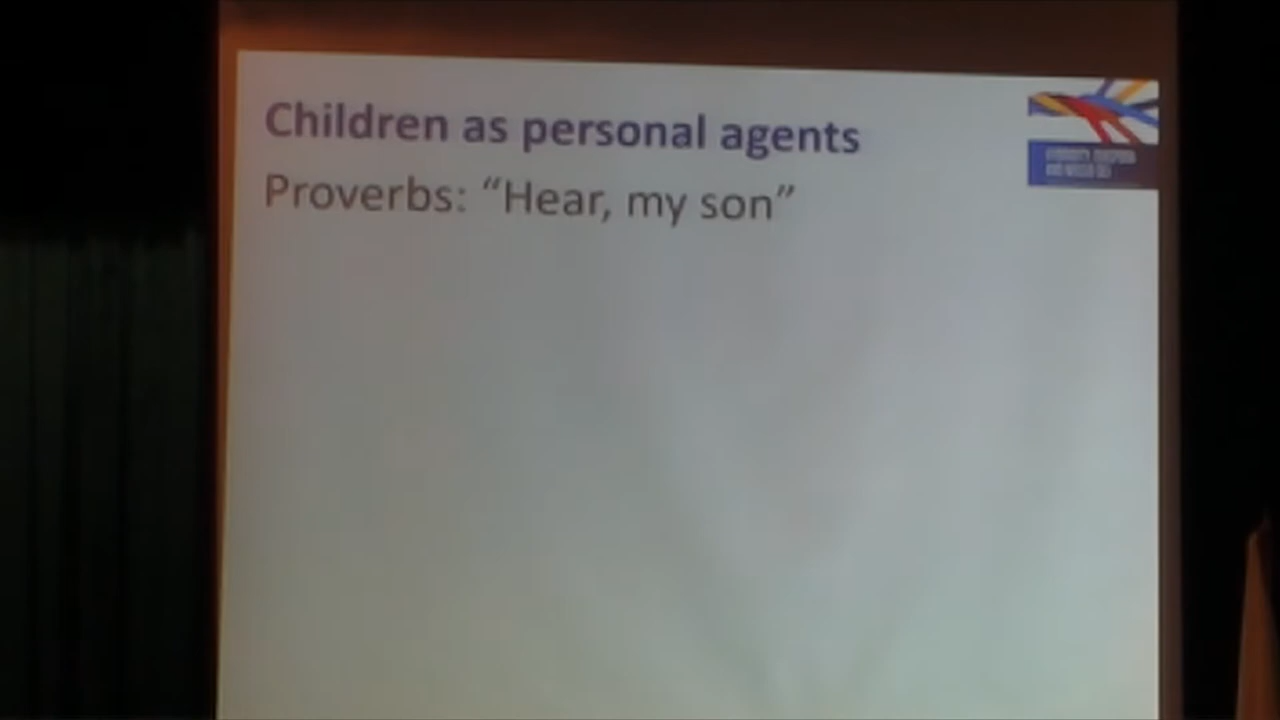 Children as personal agents
Proverbs: “Hear, my son”